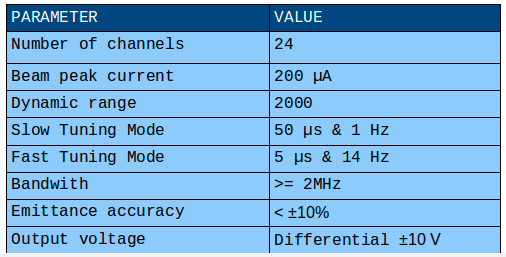 PARAMETER VALUE
Number of channels 24
Beam peak current 200 µA
Dynamic range 2000
Slow Tuning Mode 50 µs & 1 Hz
Fast Tuning Mode 5 µs & 14 Hz
Bandwith >= 2MHz
Emittance accuracy < ±10%
Output voltage Differential ±10 V